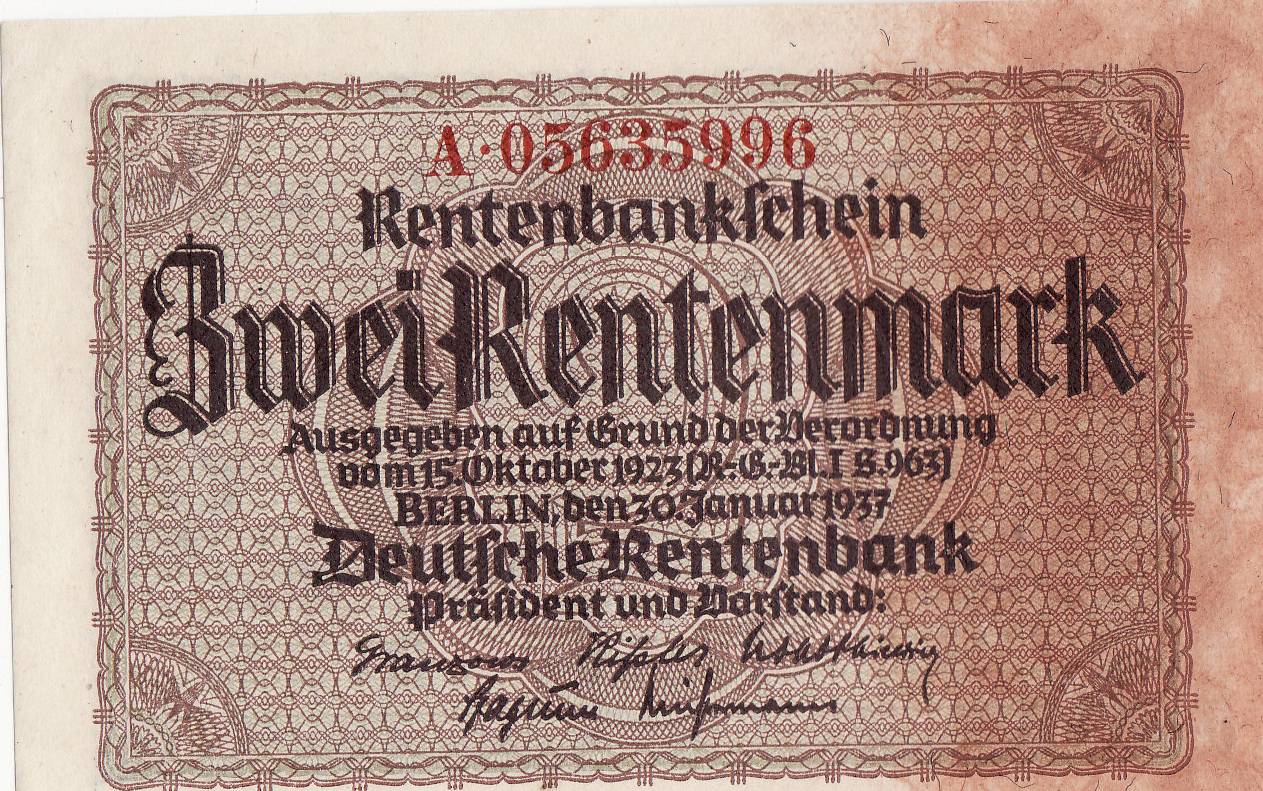 A·05635996
Rentenbankschein
Zwei Rentenmark
Ausgegeben auf Grund der Verordnung
vom 15. Oktober 1923 (R.-G.-Bl. I S. 963)
BERLIN, den 30. Januar 1937
Deutsche Rentenbank
Präsident und Vorstand:
Granzow